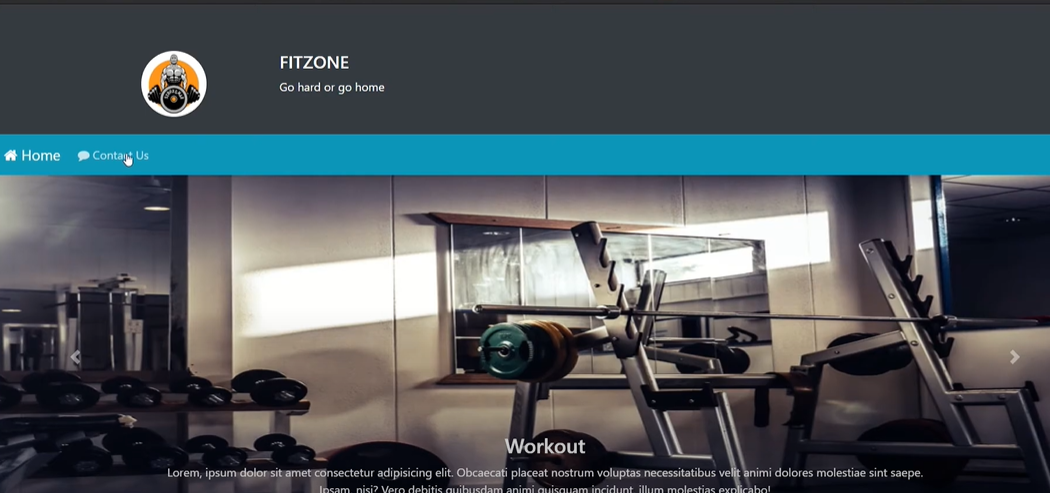 FITZONE
Go hard or go home
Home
Contact Us
Workout
Lorem, ipsum dolor sit amet consectetur adipisicing elit. Obcaecati placeat nostrum voluptas necessitatibus velit animi dolores molestiae sint saepe.
Ipsam, nisi? Vero debitis quibusdam animi quisquam incidunt, illum molestias explicabo!